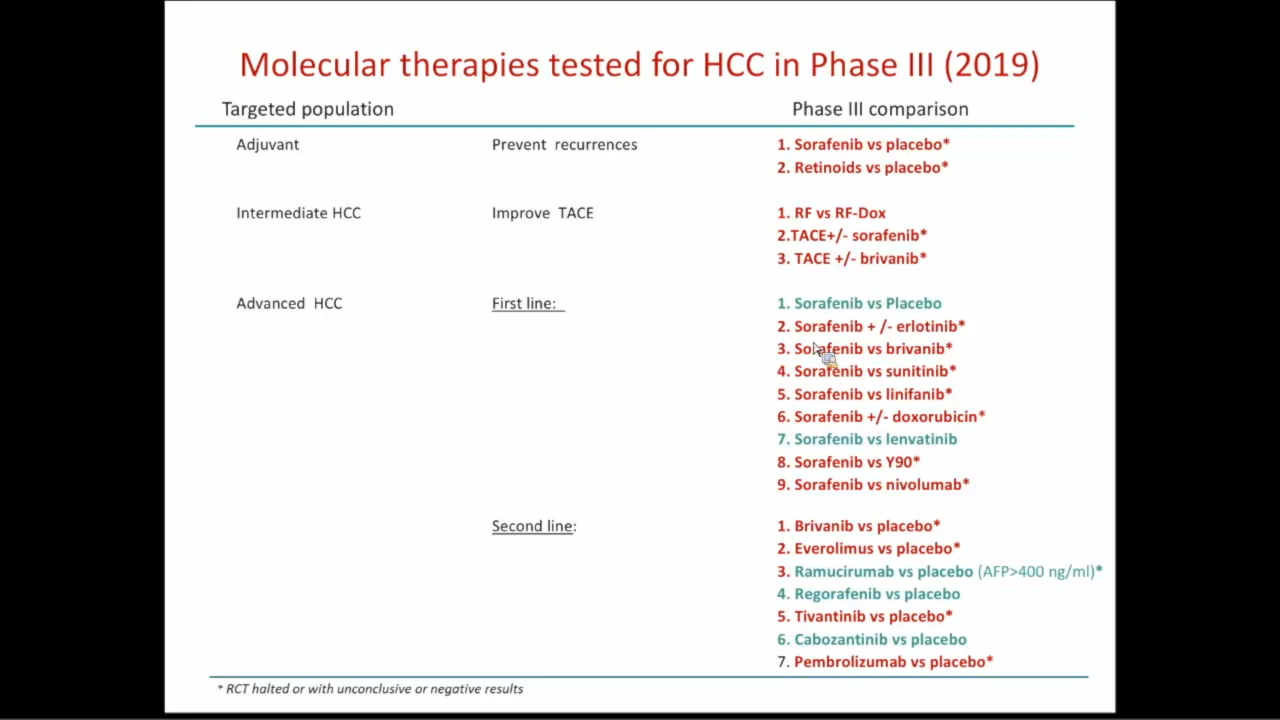 Molecular therapies tested for HCC in Phase III (2019)
Targeted population Phase III comparison
Adjuvant Prevent recurrences 1. Sorafenib vs placebo*
2. Retinoids vs placebo*
Intermediate HCC Improve TACE 1. RF vs RF-Dox
2.TACE+/- sorafenib*
3. TACE +/- brivanib*
Advanced HCC First line: 1. Sorafenib vs Placebo
2. Sorafenib + /- erlotinib*
3. Sorafenib vs brivanib*
4. Sorafenib vs sunitinib*
5. Sorafenib vs linifanib*
6. Sorafenib +/- doxorubicin*
7. Sorafenib vs lenvatinib
8. Sorafenib vs Y90*
9. Sorafenib vs nivolumab*
Second line: 1. Brivanib vs placebo*
2. Everolimus vs placebo*
3. Ramucirumab vs placebo (AFP>400 ng/ml)*
4. Regorafenib vs placebo
5. Tivantinib vs placebo*
6. Cabozantinib vs placebo
7. Pembrolizumab vs placebo*
* RCT halted or with unconclusive or negative results